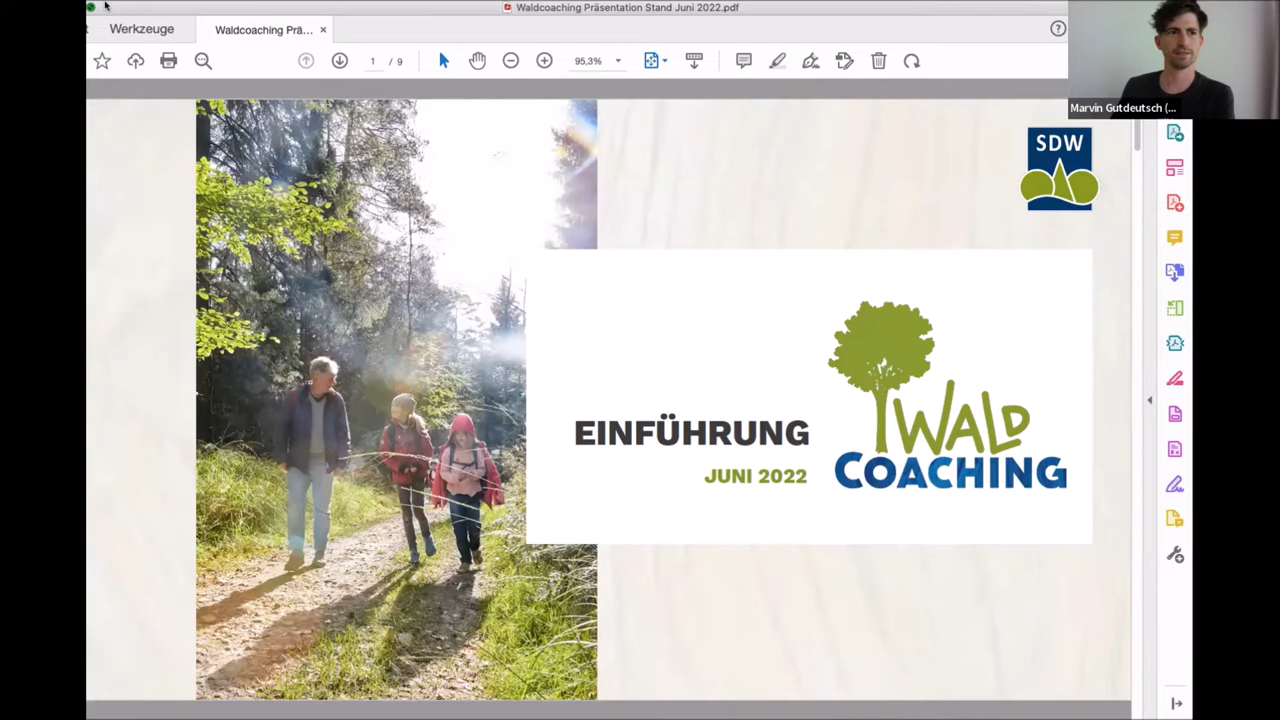 Waldcoaching Präsentation Stand Juni 2022.pdf
Werkzeuge
Waldcoaching Prä... ×
1 / 9
95,3%
Marvin Gutdeutsch (...
SDW
EINFÜHRUNG
JUNI 2022
WALD
COACHING